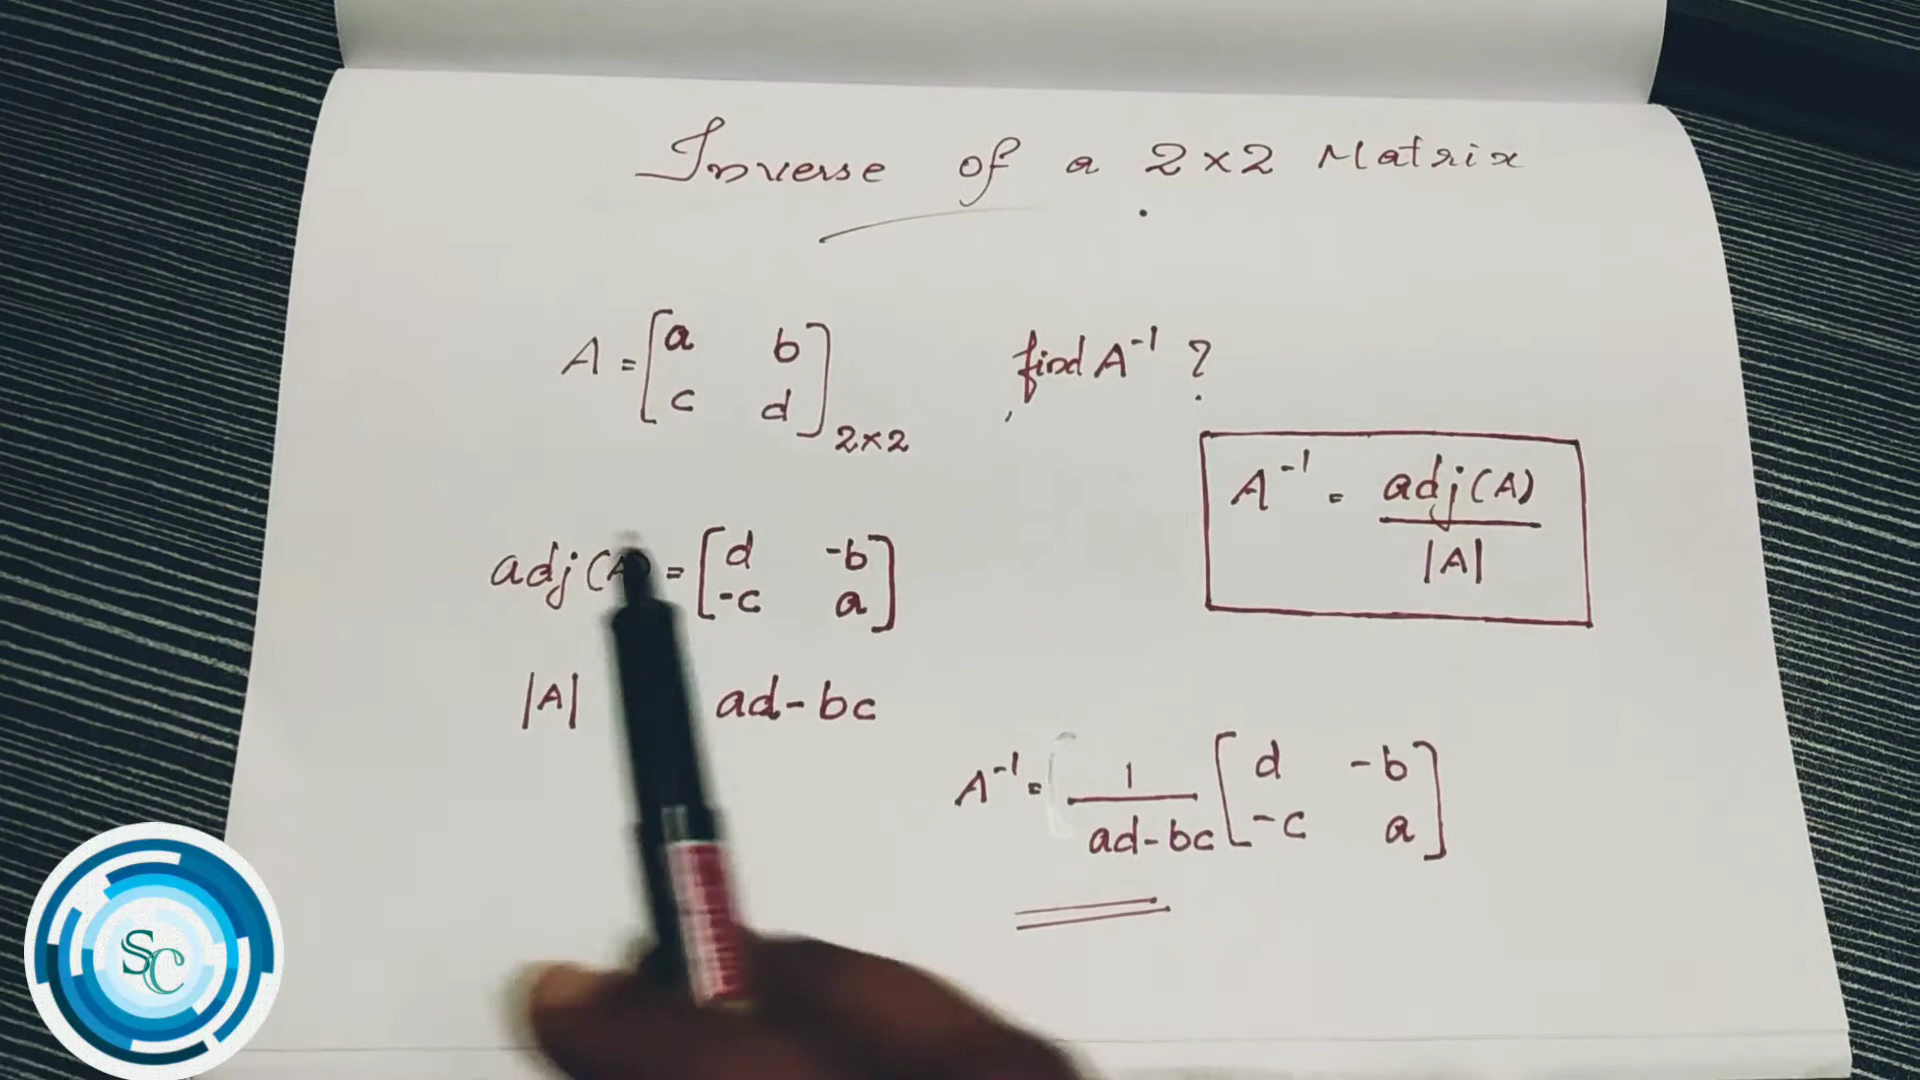 Inverse of a 2×2 Matrix
A = [a b
c d]2×2 , find A⁻¹ ?
A⁻¹ = adj(A)
|A|
adj(A) = [d -b
-c a]
|A| ad-bc
A⁻¹ = 1 [d -b
ad-bc -c a]
SC